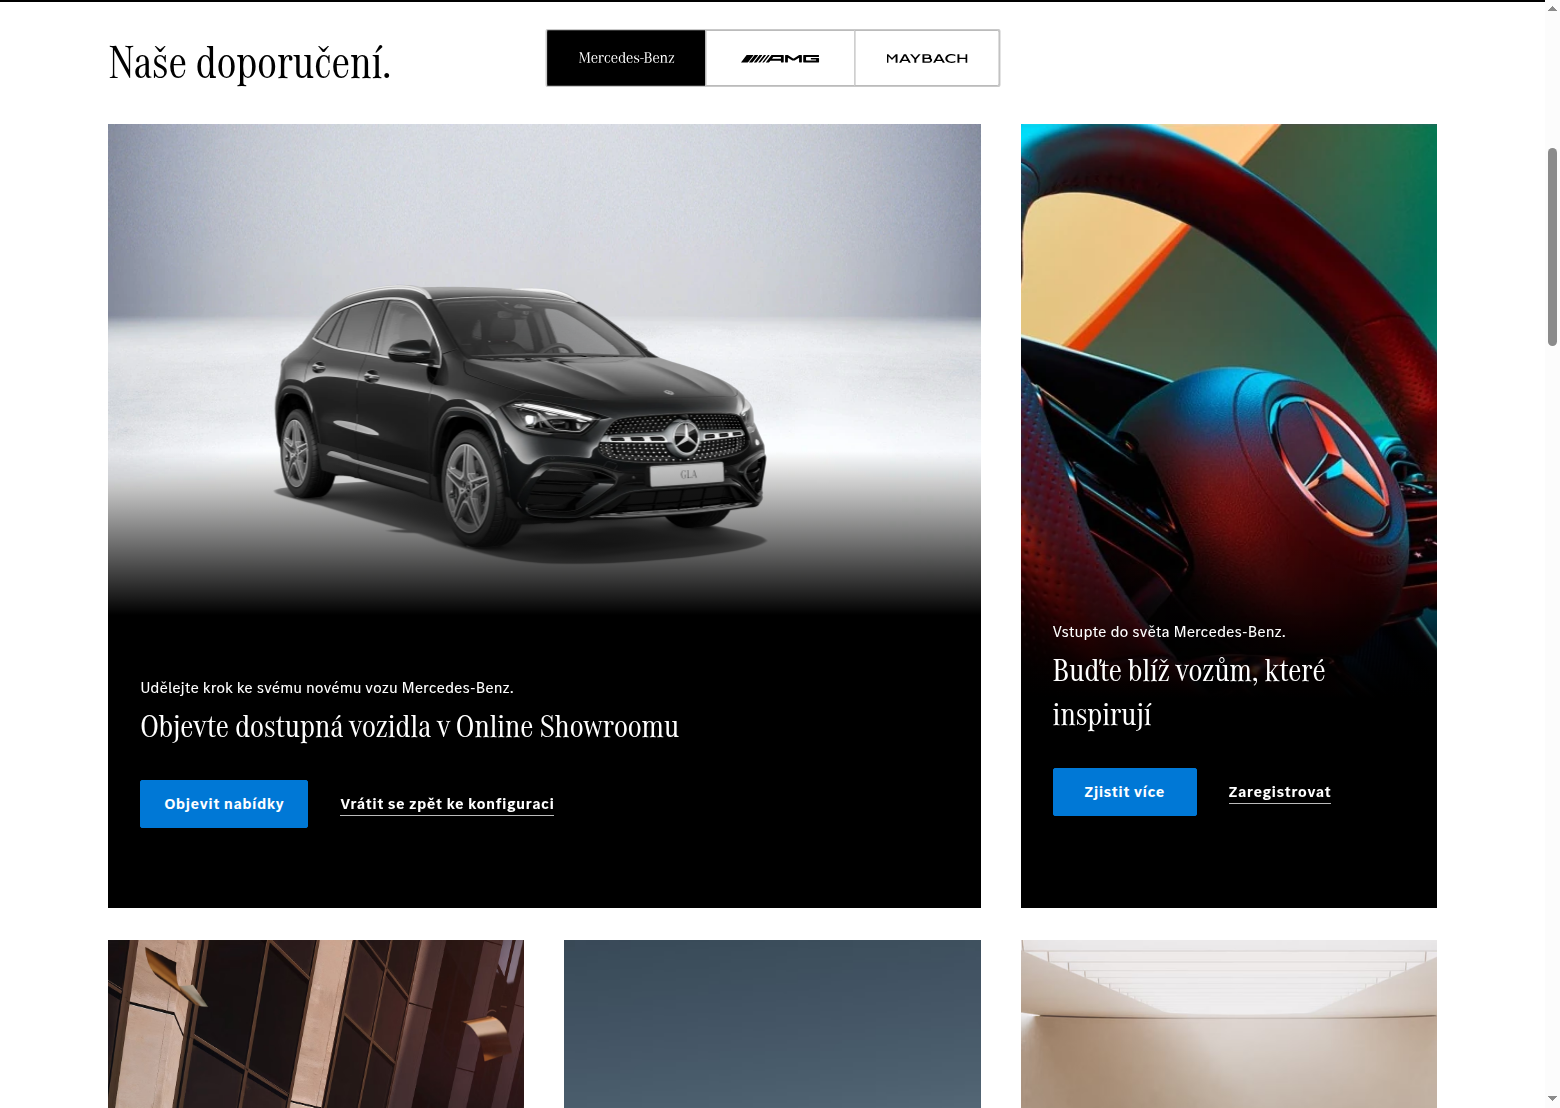 Naše doporučení.
Mercedes-Benz
AMG
MAYBACH
GLA
Udělejte krok ke svému novému vozu Mercedes-Benz.
Objevte dostupná vozidla v Online Showroomu
Objevit nabídky
Vrátit se zpět ke konfiguraci
Vstupte do světa Mercedes-Benz.
Buďte blíž vozům, které
inspirují
Zjistit více
Zaregistrovat